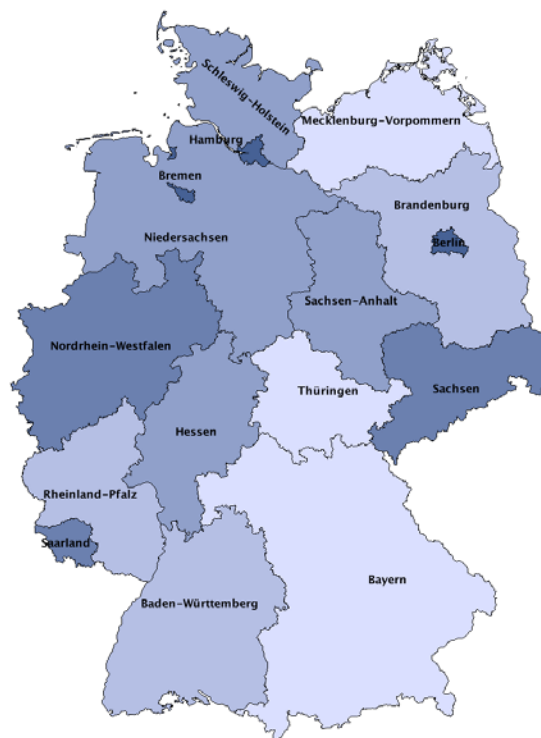 Schleswig-Holstein
Mecklenburg-Vorpommern
Hamburg
Bremen
Brandenburg
Niedersachsen
Berlin
Sachsen-Anhalt
Nordrhein-Westfalen
Sachsen
Thüringen
Hessen
Rheinland-Pfalz
Saarland
Bayern
Baden-Württemberg